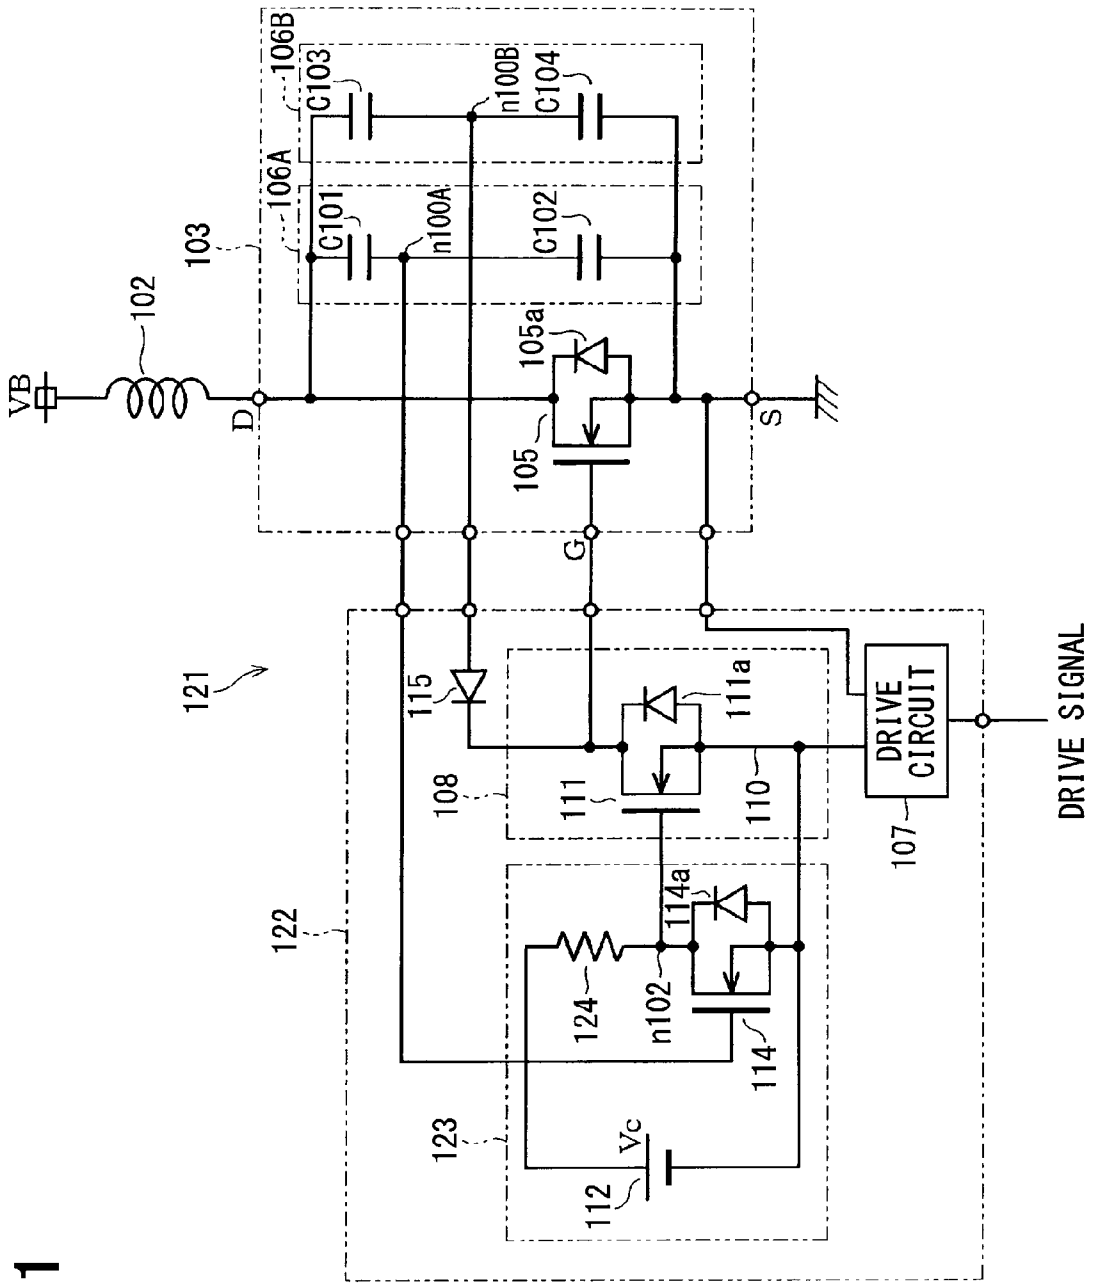 1
121
122
123
108
103
106A
106B
VB
102
D
C101
C103
n100A
n100B
C102
C104
105
105a
G
S
115
111
111a
110
112
Vc
124
n102
114a
114
107
DRIVE
CIRCUIT
DRIVE SIGNAL